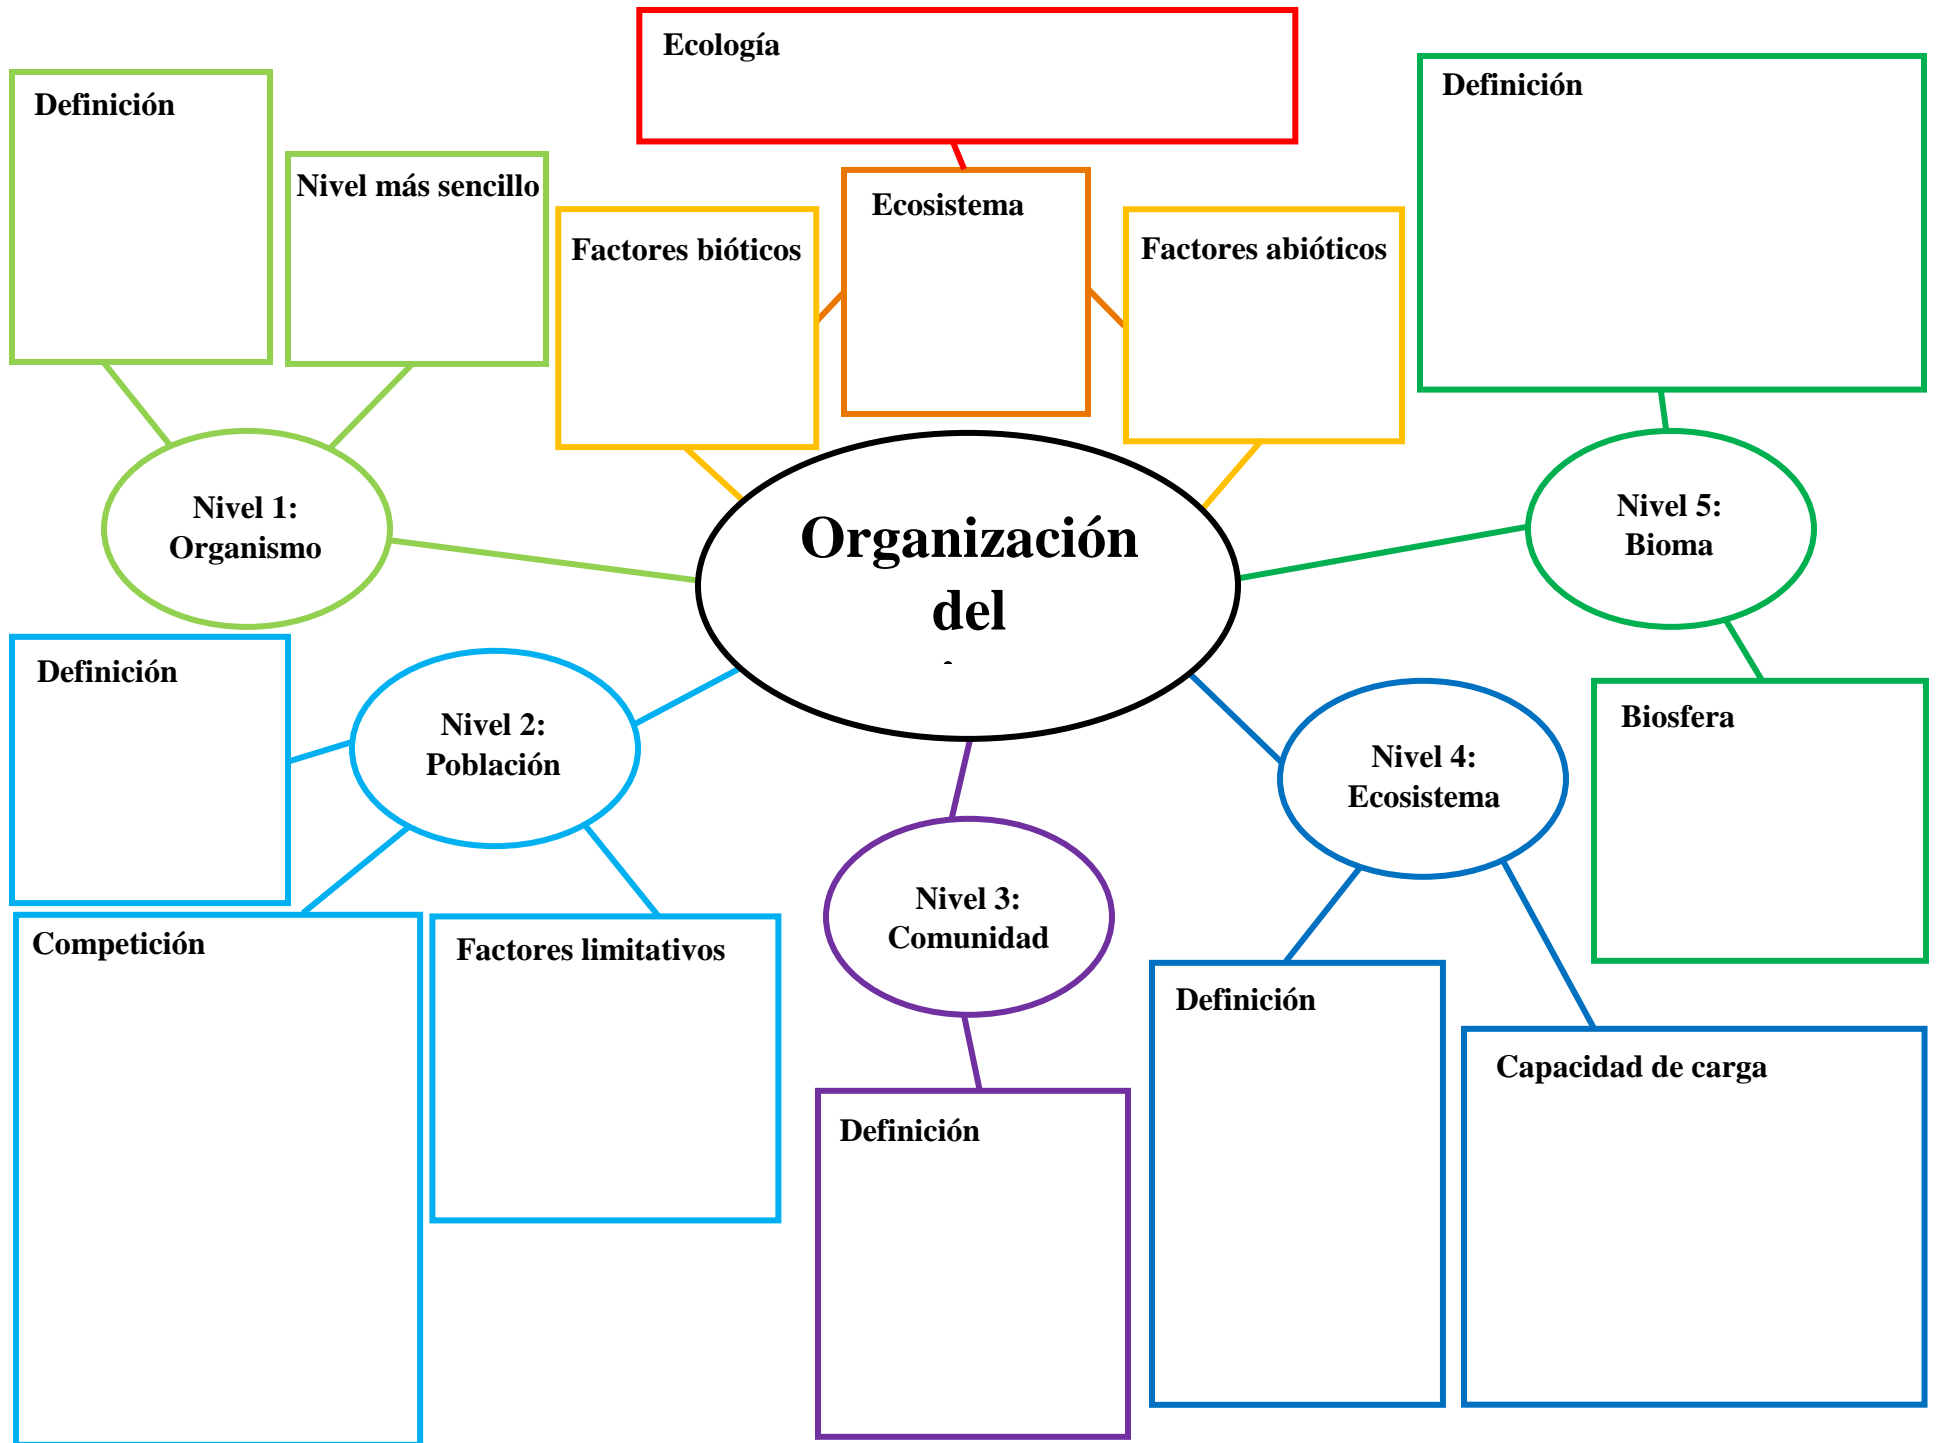 Ecología
Definición
Nivel más sencillo
Factores bióticos
Ecosistema
Factores abióticos
Definición
Nivel 1:
Organismo
Organización
del
Nivel 5:
Bioma
Definición
Nivel 2:
Población
Nivel 4:
Ecosistema
Biosfera
Competición
Factores limitativos
Nivel 3:
Comunidad
Definición
Capacidad de carga
Definición